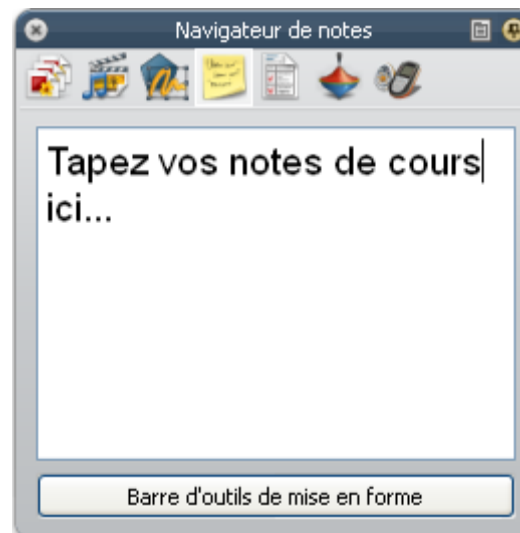 Navigateur de notes
Tapez vos notes de cours
ici...
Barre d'outils de mise en forme